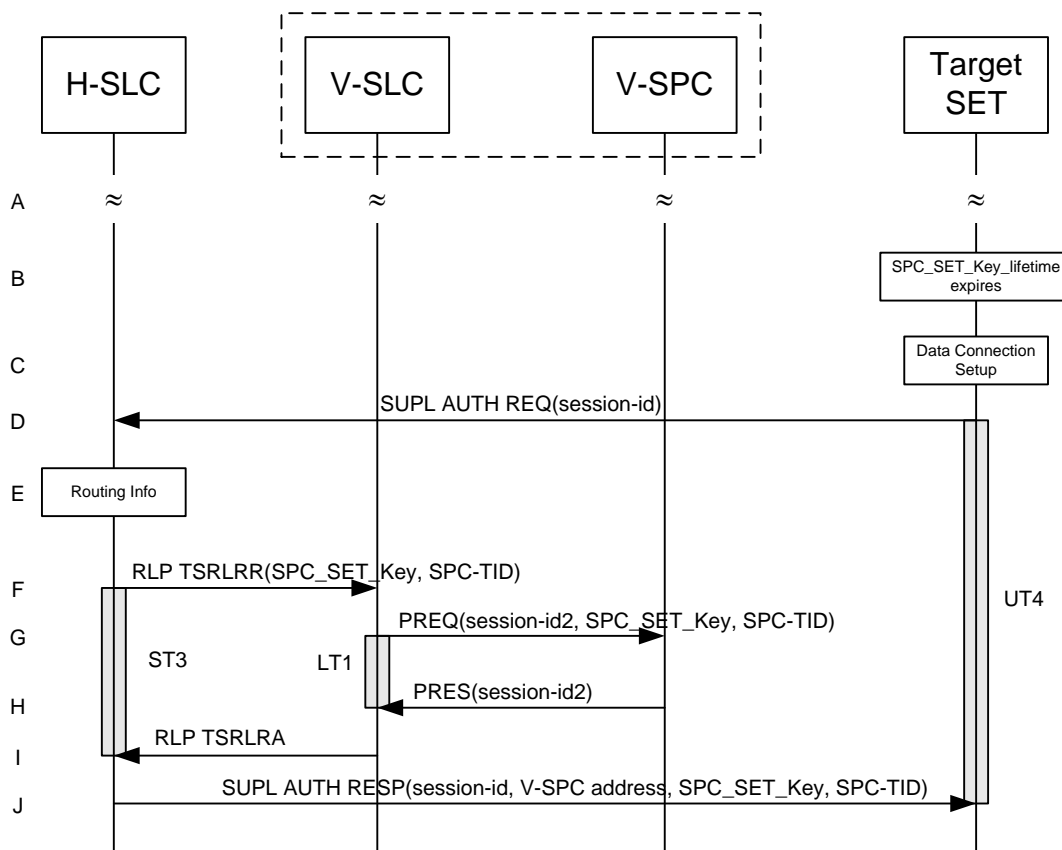 H-SLC
V-SLC
V-SPC
Target
SET
A
≈ ≈ ≈ ≈
B
SPC_SET_Key_lifetime
expires
C
Data Connection
Setup
D
SUPL AUTH REQ(session-id)
E
Routing Info
F
RLP TSRLRR(SPC_SET_Key, SPC-TID)
UT4
G
PREQ(session-id2, SPC_SET_Key, SPC-TID)
ST3
LT1
H
PRES(session-id2)
I
RLP TSRLRA
J
SUPL AUTH RESP(session-id, V-SPC address, SPC_SET_Key, SPC-TID)